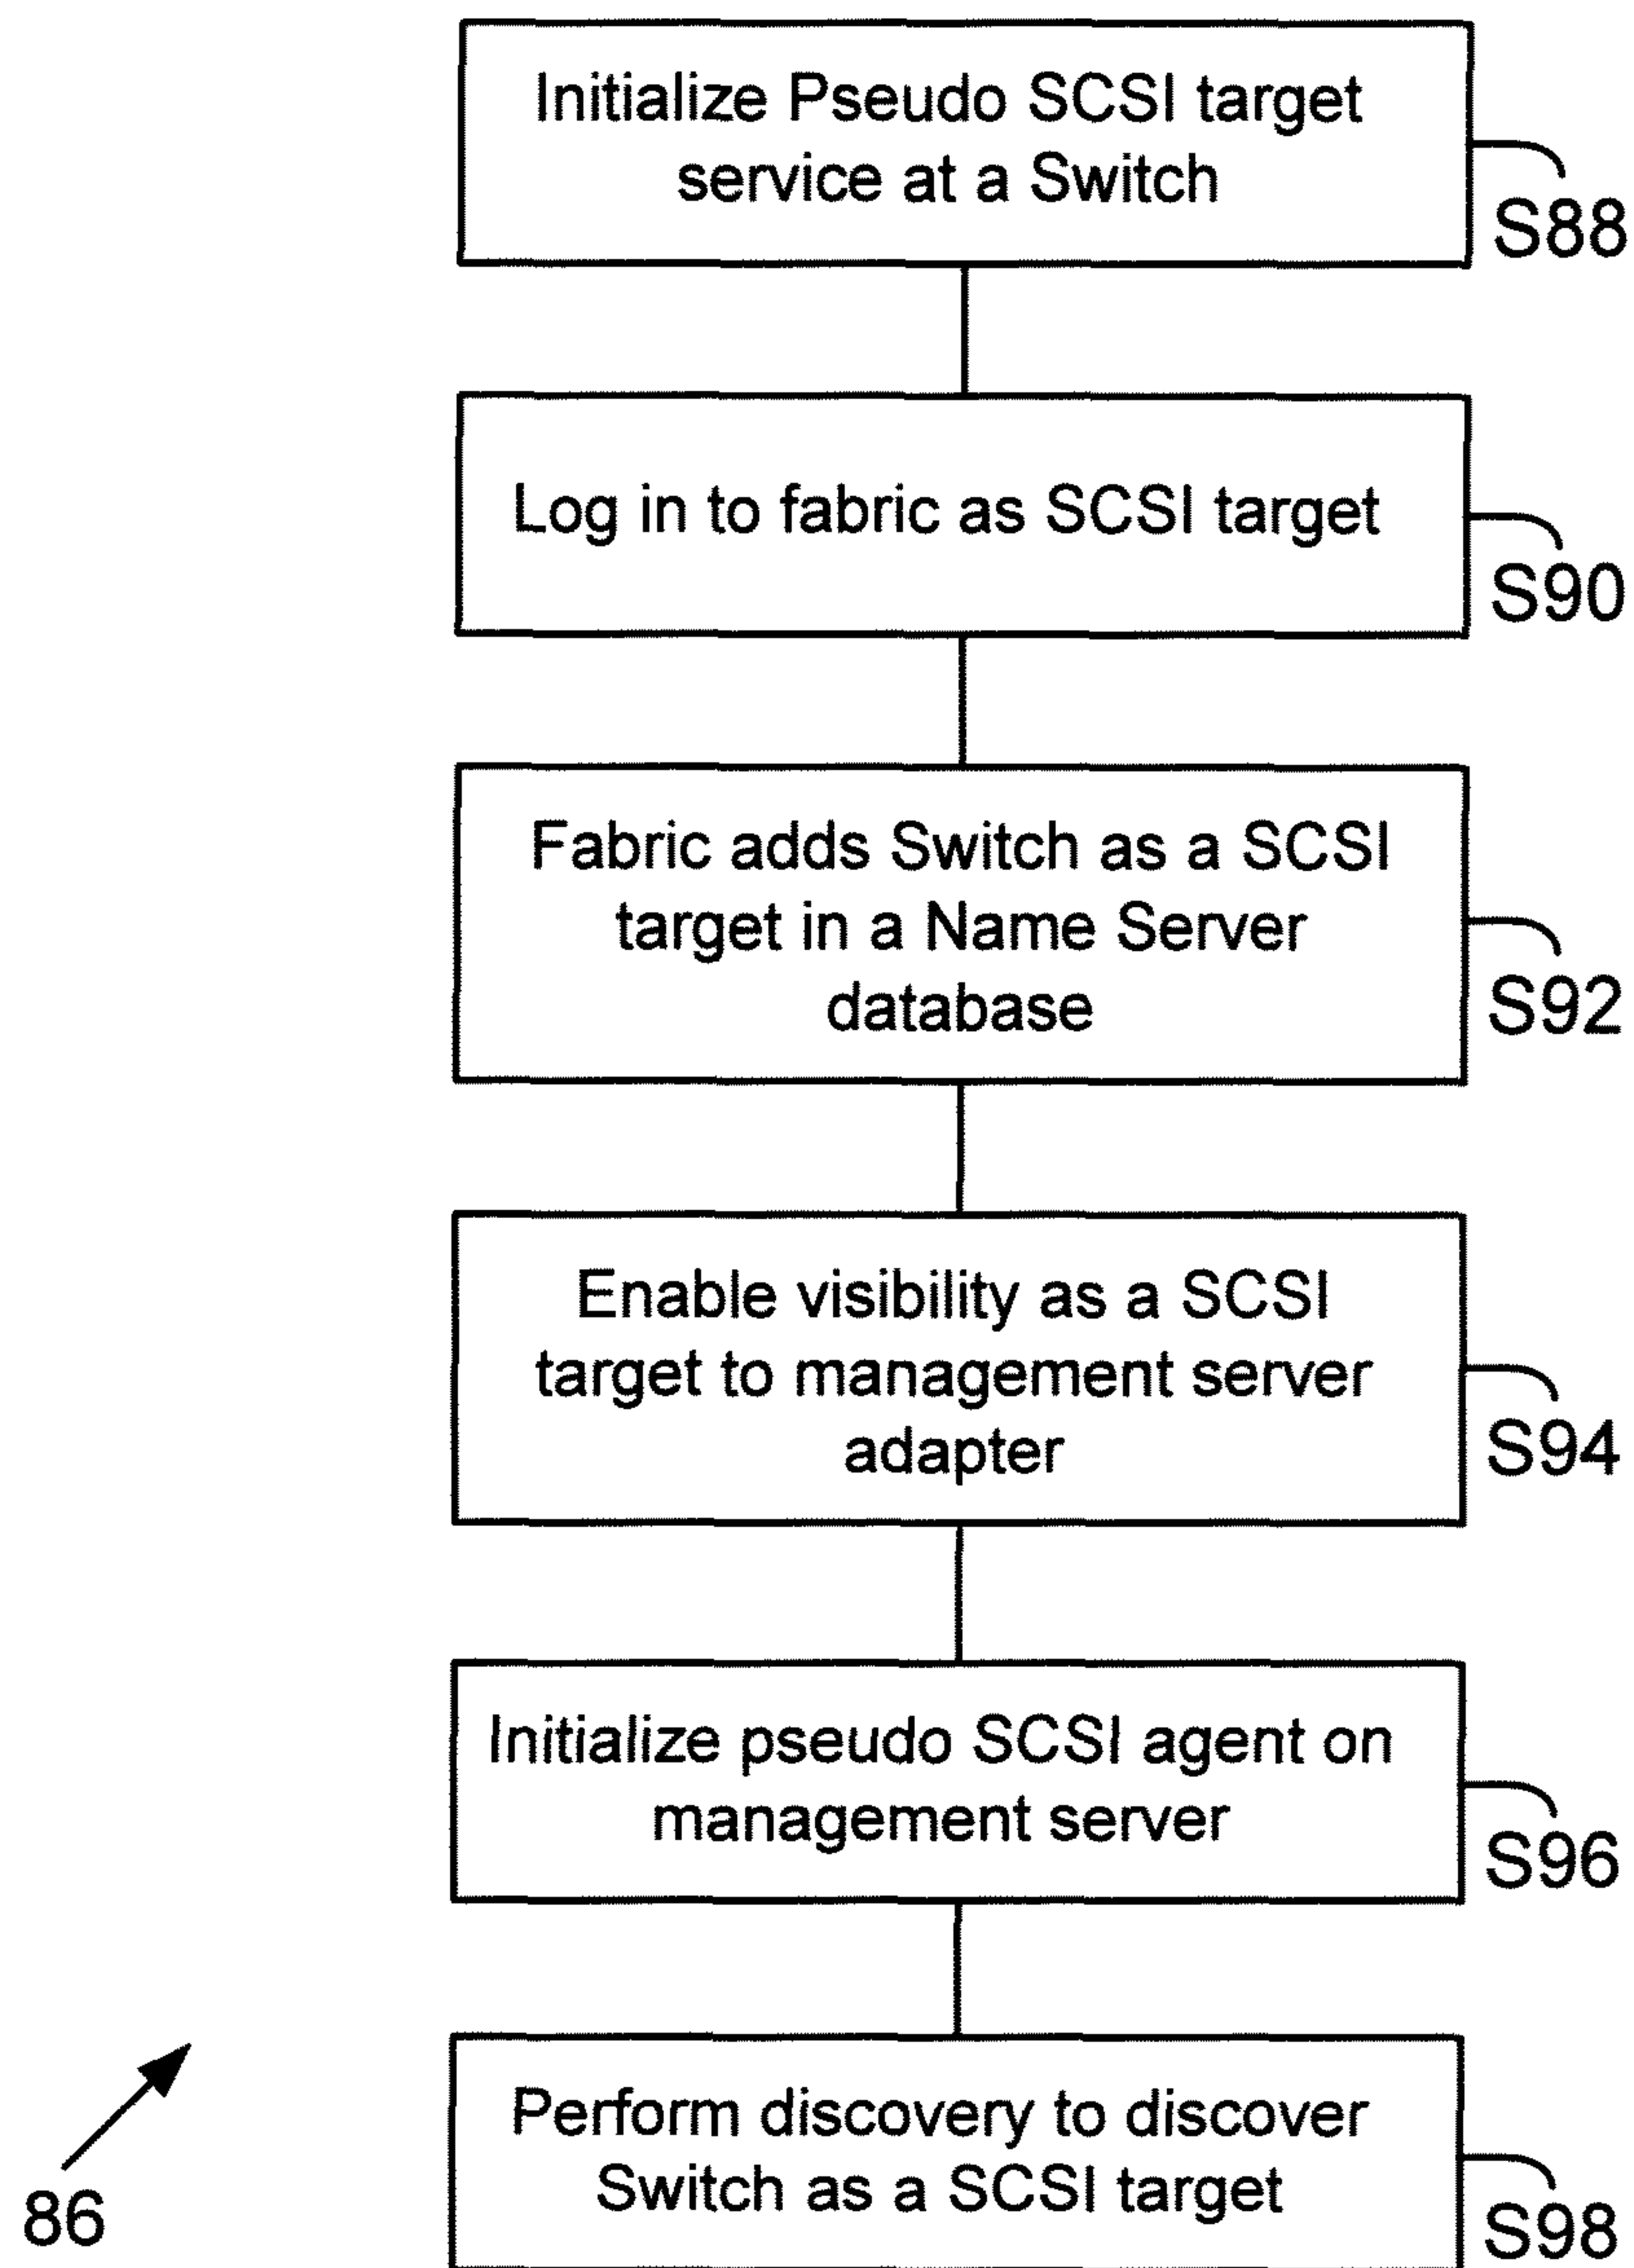 Initialize Pseudo SCSI target
service at a Switch
S88
Log in to fabric as SCSI target
S90
Fabric adds Switch as a SCSI
target in a Name Server
database
S92
Enable visibility as a SCSI
target to management server
adapter
S94
Initialize pseudo SCSI agent on
management server
S96
Perform discovery to discover
Switch as a SCSI target
S98
86